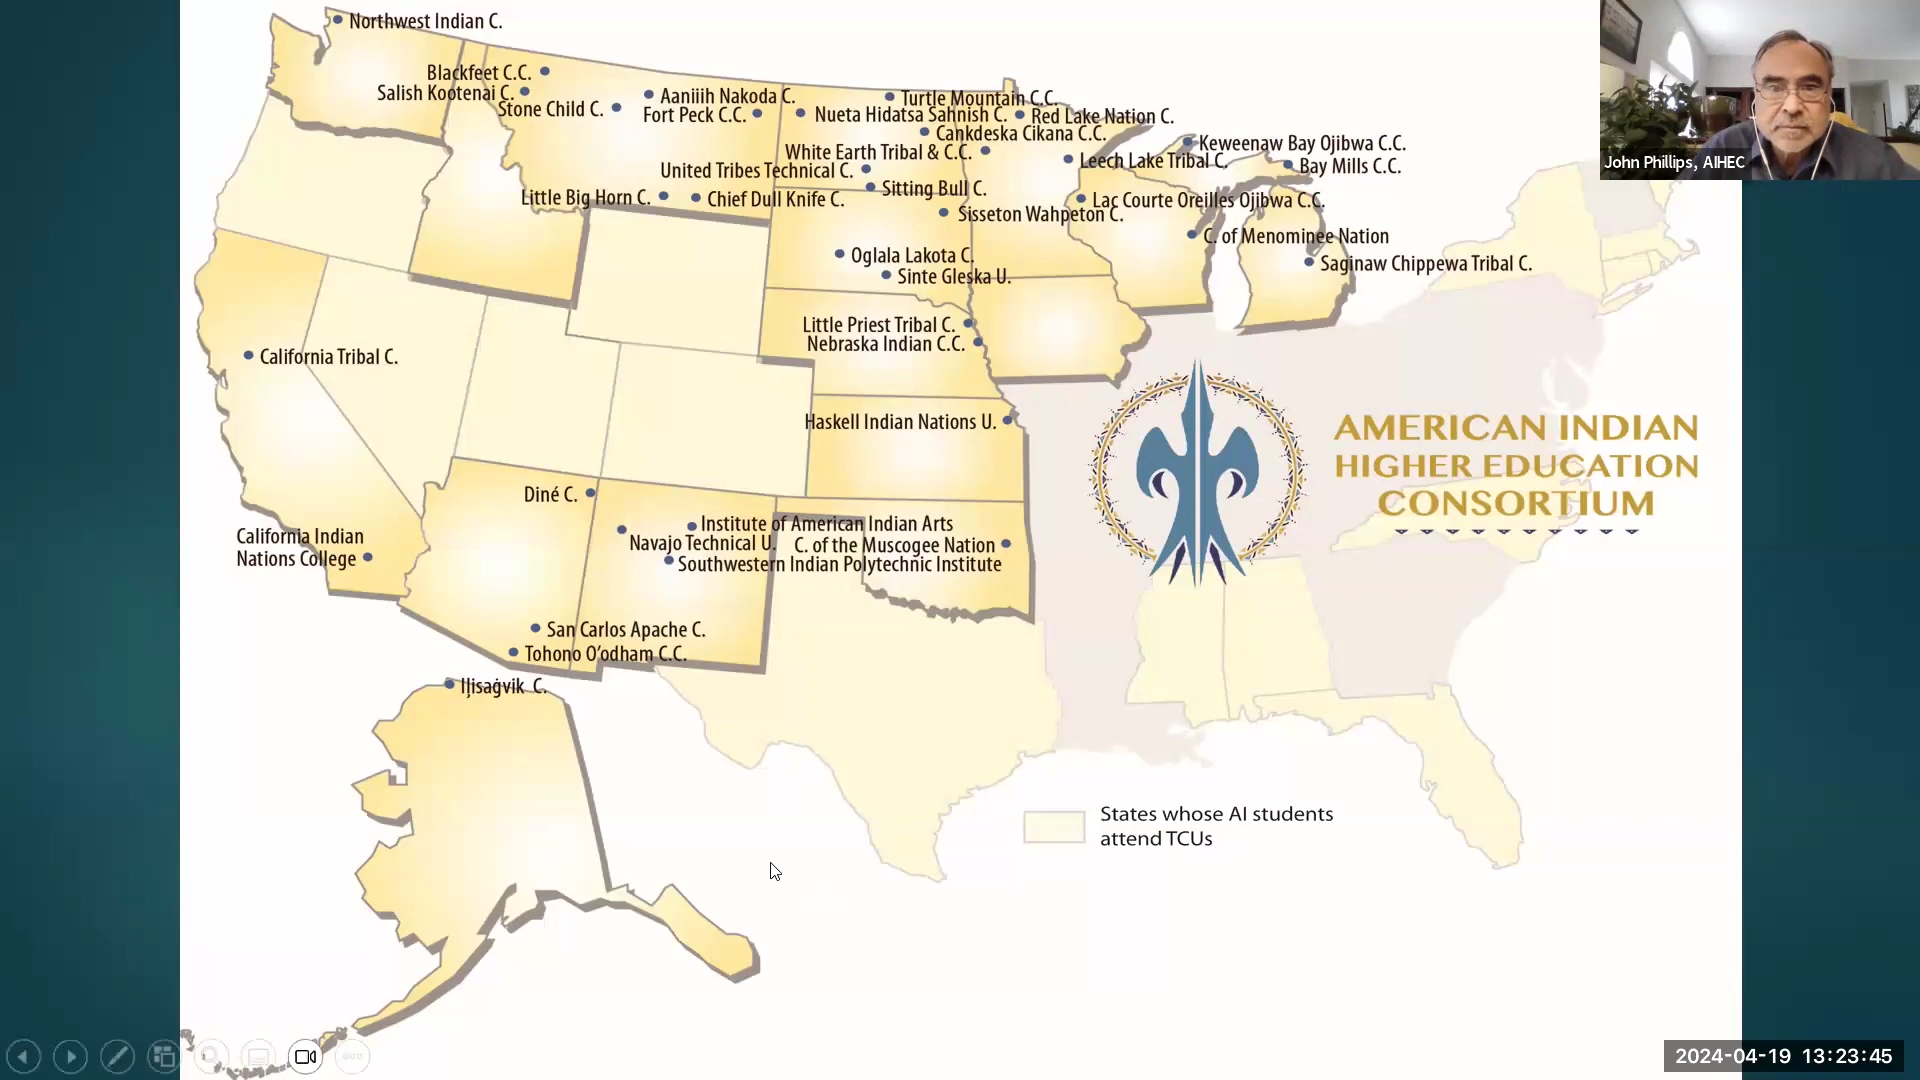 Northwest Indian C.
Blackfeet C.C.
Salish Kootenai C.
Stone Child C.
Aaniiih Nakoda C.
Fort Peck C.C.
Turtle Mountain C.C.
Nueta Hidatsa Sahnish C.
Red Lake Nation C.
Cankdeska Cikana C.C.
White Earth Tribal & C.C.
Leech Lake Tribal C.
Keweenaw Bay Ojibwa C.C.
Bay Mills C.C.
United Tribes Technical C.
Sitting Bull C.
Little Big Horn C.
Chief Dull Knife C.
Lac Courte Oreilles Ojibwa C.C.
Sisseton Wahpeton C.
C. of Menominee Nation
Oglala Lakota C.
Saginaw Chippewa Tribal C.
Sinte Gleska U.
Little Priest Tribal C.
Nebraska Indian C.C.
California Tribal C.
Haskell Indian Nations U.
Diné C.
Institute of American Indian Arts
Navajo Technical U.
C. of the Muscogee Nation
Southwestern Indian Polytechnic Institute
California Indian
Nations College
San Carlos Apache C.
Tohono O’odham C.C.
Iḷisaġvik C.
AMERICAN INDIAN
HIGHER EDUCATION
CONSORTIUM
States whose AI students
attend TCUs
John Phillips, AIHEC
2024-04-19 13:23:45